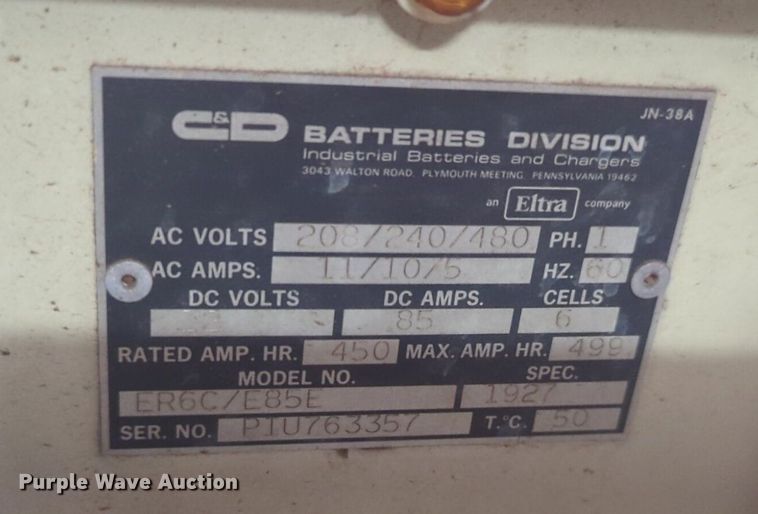 JN-38A
C&D BATTERIES DIVISION
Industrial Batteries and Chargers
3043 WALTON ROAD, PLYMOUTH MEETING, PENNSYLVANIA 19462
an Eltra company
AC VOLTS 208/240/480 PH. 1
AC AMPS. 11/10/5 HZ. 60
DC VOLTS DC AMPS. CELLS
85 6
RATED AMP. HR. 450 MAX. AMP. HR. 499
MODEL NO. SPEC.
ER6C/E85E 1927
SER. NO. PIU763357 T.°C. 50
Purple Wave Auction